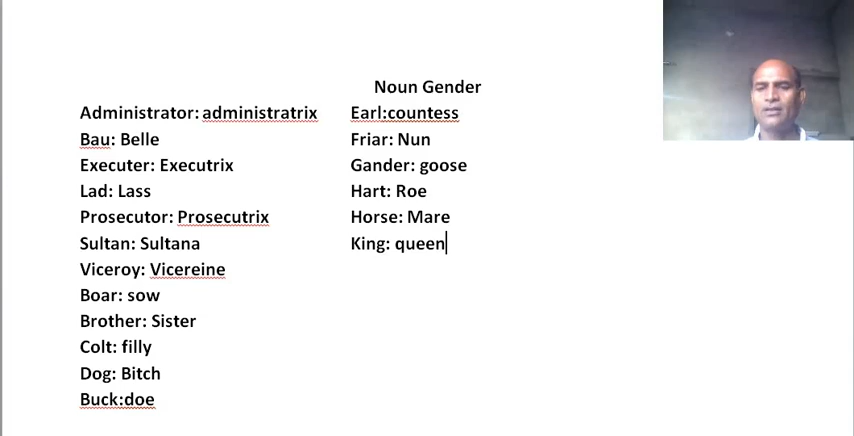 Noun Gender
Administrator: administratrix
Bau: Belle
Executer: Executrix
Lad: Lass
Prosecutor: Prosecutrix
Sultan: Sultana
Viceroy: Vicereine
Boar: sow
Brother: Sister
Colt: filly
Dog: Bitch
Buck:doe
Earl:countess
Friar: Nun
Gander: goose
Hart: Roe
Horse: Mare
King: queen